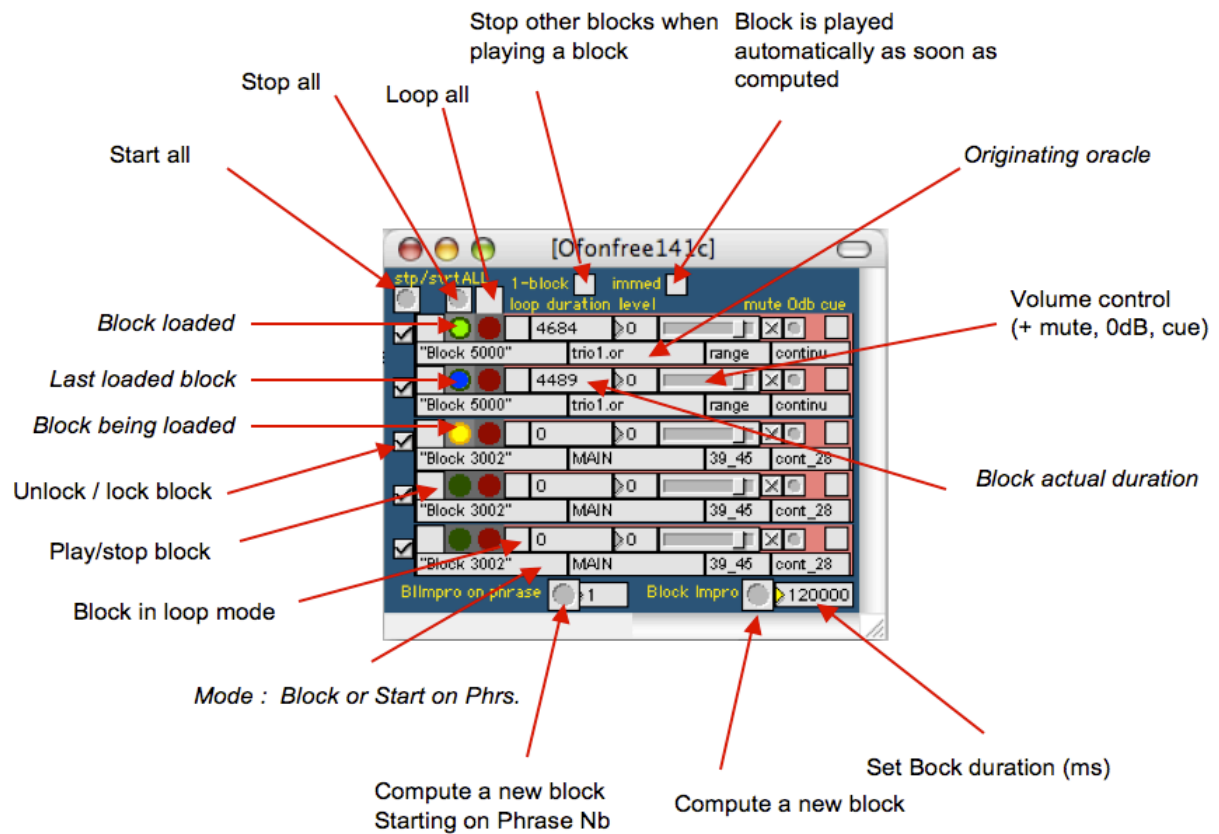 Stop other blocks when
playing a block
Block is played
automatically as soon as
computed
Stop all
Loop all
Start all
Originating oracle
[Ofonfree141c]
stp/strtALL
1-block
immed
loop duration level
mute 0db cue
Block loaded
4684
0
"Block 5000"
trio1.or
range
continu
Volume control
(+ mute, 0dB, cue)
Last loaded block
4489
0
"Block 5000"
trio1.or
range
continu
Block being loaded
0
0
"Block 3002"
MAIN
39_45
cont_28
Block actual duration
Unlock / lock block
0
0
"Block 3002"
MAIN
39_45
cont_28
Play/stop block
0
0
"Block 3002"
MAIN
39_45
cont_28
Block in loop mode
BlImpro on phrase
1
Block Impro
120000
Mode : Block or Start on Phrs.
Set Bock duration (ms)
Compute a new block
Starting on Phrase Nb
Compute a new block